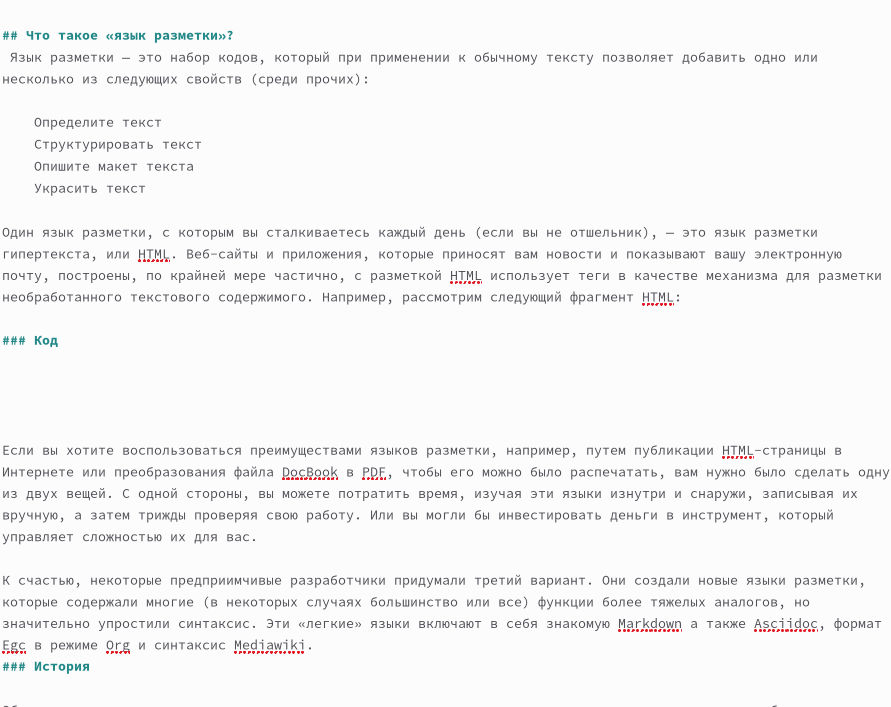 ## Что такое «язык разметки»?
Язык разметки — это набор кодов, который при применении к обычному тексту позволяет добавить одно или
несколько из следующих свойств (среди прочих):
Определите текст
Структурировать текст
Опишите макет текста
Украсить текст
Один язык разметки, с которым вы сталкиваетесь каждый день (если вы не отшельник), — это язык разметки
гипертекста, или HTML. Веб-сайты и приложения, которые приносят вам новости и показывают вашу электронную
почту, построены, по крайней мере частично, с разметкой HTML использует теги в качестве механизма для разметки
необработанного текстового содержимого. Например, рассмотрим следующий фрагмент HTML:
### Код
Если вы хотите воспользоваться преимуществами языков разметки, например, путем публикации HTML-страницы в
Интернете или преобразования файла DocBook в PDF, чтобы его можно было распечатать, вам нужно было сделать одну
из двух вещей. С одной стороны, вы можете потратить время, изучая эти языки изнутри и снаружи, записывая их
вручную, а затем трижды проверяя свою работу. Или вы могли бы инвестировать деньги в инструмент, который
управляет сложностью их для вас.
К счастью, некоторые предприимчивые разработчики придумали третий вариант. Они создали новые языки разметки,
которые содержали многие (в некоторых случаях большинство или все) функции более тяжелых аналогов, но
значительно упростили синтаксис. Эти «легкие» языки включают в себя знакомую Markdown а также Asciidoc, формат
Egc в режиме Org и синтаксис Mediawiki.
### История